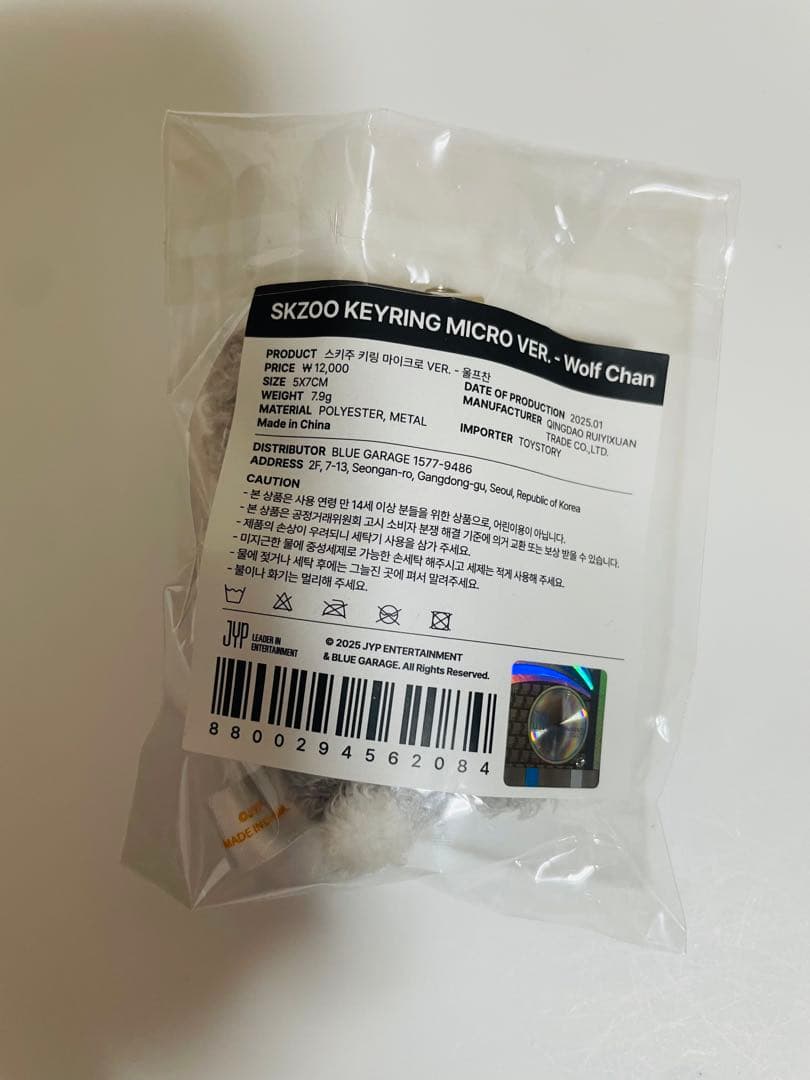 SKZOO KEYRING MICRO VER. - Wolf Chan
PRODUCT 스키주 키링 마이크로 VER. - 울프찬
PRICE ₩ 12,000
SIZE 5X7CM
WEIGHT 7.9g
MATERIAL POLYESTER, METAL
Made in China
DATE OF PRODUCTION 2025.01
MANUFACTURER QINGDAO RUIYIXUAN
TRADE CO.,LTD.
IMPORTER TOYSTORY
DISTRIBUTOR BLUE GARAGE 1577-9486
ADDRESS 2F, 7-13, Seongan-ro, Gangdong-gu, Seoul, Republic of Korea
CAUTION
- 본 상품은 사용 연령 만 14세 이상 분들을 위한 상품으로, 어린이용이 아닙니다.
- 본 상품은 공정거래위원회 고시 소비자 분쟁 해결 기준에 의거 교환 또는 보상 받을 수 있습니다.
- 제품의 손상이 우려되니 세탁기 사용을 삼가 주세요.
- 미지근한 물에 중성세제로 가능한 손세탁 해주시고 세제는 적게 사용해 주세요.
- 물에 젖거나 세탁 후에는 그늘진 곳에 펴서 말려주세요.
- 불이나 화기는 멀리해 주세요.
JYP LEADER IN
ENTERTAINMENT
© 2025 JYP ENTERTAINMENT
& BLUE GARAGE. All Rights Reserved.
8800294562084
©JYP
MADE IN